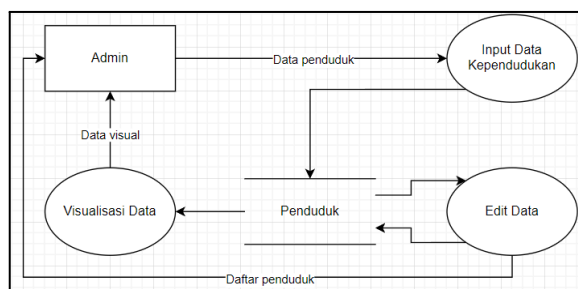 Admin
Data penduduk
Input Data
Kependudukan
Data visual
Visualisasi Data
Penduduk
Edit Data
Daftar penduduk